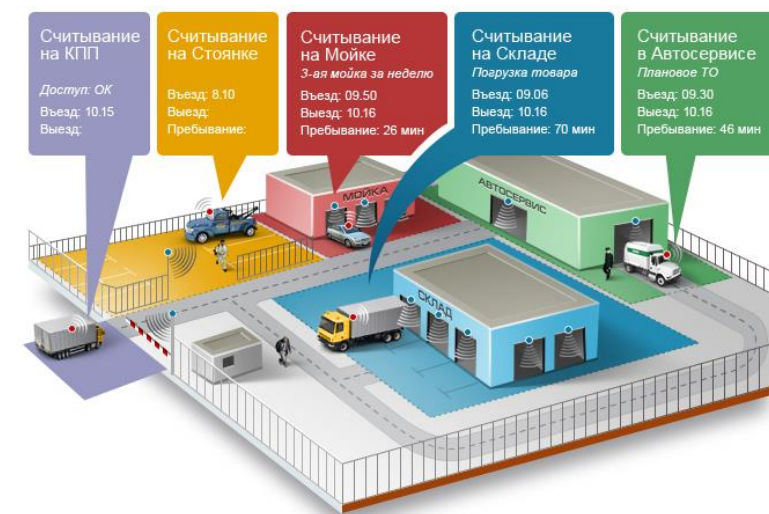 Считывание
на КПП
Доступ: ОК
Въезд: 10.15
Выезд:
Считывание
на Стоянке
Въезд: 8.10
Выезд:
Пребывание:
Считывание
на Мойке
3-ая мойка за неделю
Въезд: 09.50
Выезд: 10.16
Пребывание: 26 мин
Считывание
на Складе
Погрузка товара
Въезд: 09.06
Выезд: 10.16
Пребывание: 70 мин
Считывание
в Автосервисе
Плановое ТО
Въезд: 09.30
Выезд: 10.16
Пребывание: 46 мин
МОЙКА
АВТОСЕРВИС
СКЛАД